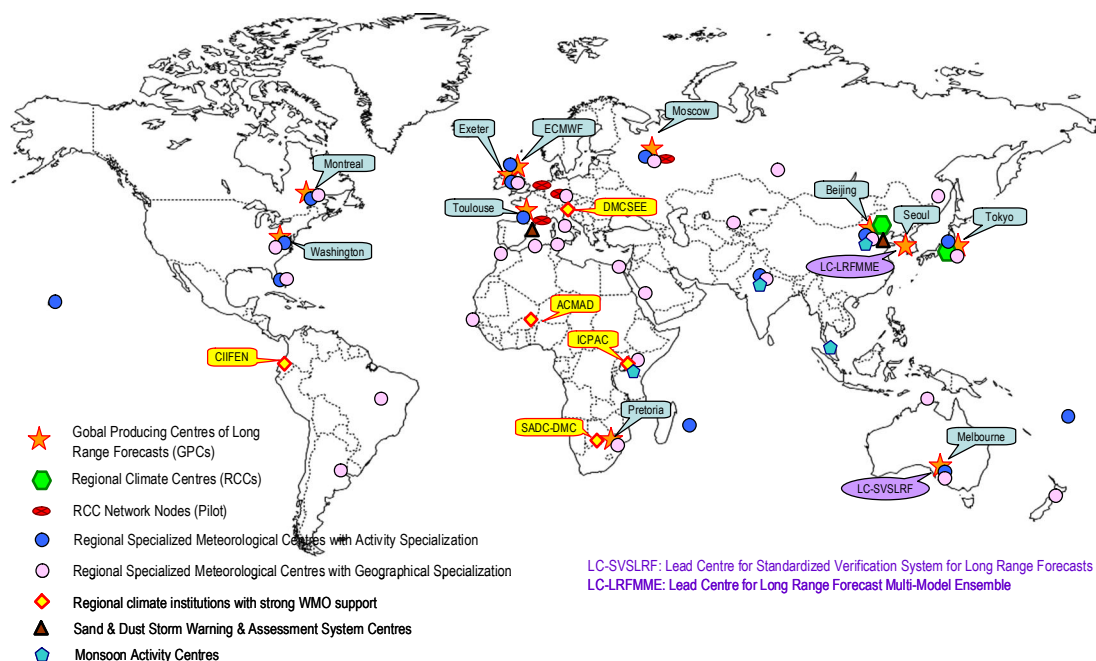 Moscow
Exeter
ECMWF
Montreal
Beijing
Seoul
Tokyo
Toulouse
DMCSEE
Washington
LC-LRFMME
ACMAD
CIIFEN
ICPAC
Pretoria
SADC-DMC
Melbourne
LC-SVSLRF
Gobal Producing Centres of Long
Range Forecasts (GPCs)
Regional Climate Centres (RCCs)
RCC Network Nodes (Pilot)
Regional Specialized Meteorological Centres with Activity Specialization
Regional Specialized Meteorological Centres with Geographical Specialization
Regional climate institutions with strong WMO support
Sand & Dust Storm Warning & Assessment System Centres
Monsoon Activity Centres
LC-SVSLRF: Lead Centre for Standardized Verification System for Long Range Forecasts
LC-LRFMME: Lead Centre for Long Range Forecast Multi-Model Ensemble